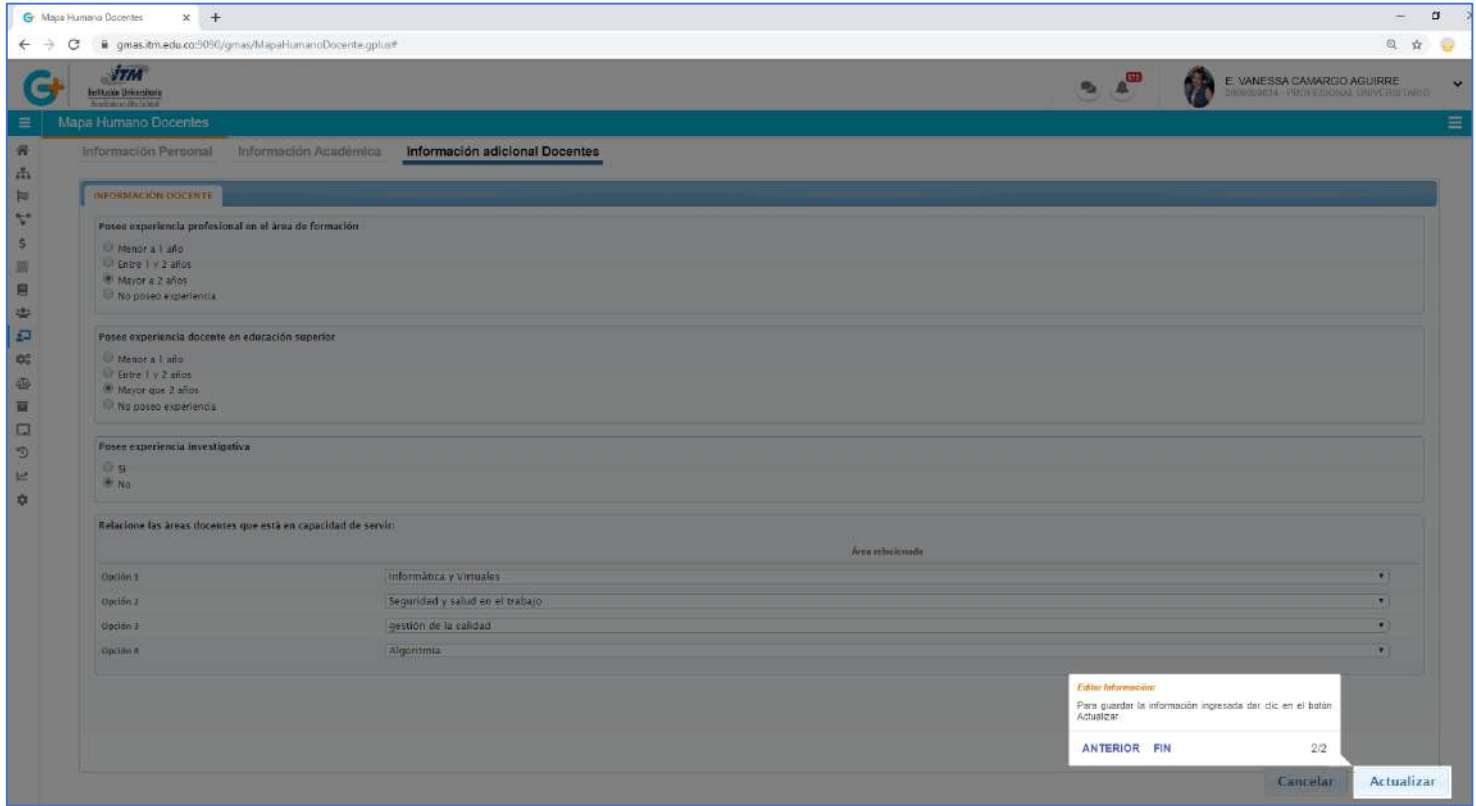 Mapa Humano Docentes
gmas.itm.edu.co:9090/gmas/MapaHumanoDocente.gplus#
G+
iTM
Institución Universitaria
E. VANESSA CAMARGO AGUIRRE
- PROFESIONAL UNIVERSITARIO
Mapa Humano Docentes
Información Personal Información Académica Información adicional Docentes
INFORMACIÓN DOCENTE
Posee experiencia profesional en el área de formación
Menor a 1 año
Entre 1 y 2 años
Mayor a 2 años
No poseo experiencia
Posee experiencia docente en educación superior
Menor a 1 año
Entre 1 y 2 años
Mayor que 2 años
No poseo experiencia
Posee experiencia investigativa
Si
No
Relacione las áreas docentes que está en capacidad de servir:
Área relacionada
Opción 1 Informática y Virtuales
Opción 2 Seguridad y salud en el trabajo
Opción 3 gestión de la calidad
Opción 4 Algoritmia
Editar Información:
Para guardar la información ingresada dar clic en el botón
Actualizar
ANTERIOR FIN 2/2
Cancelar Actualizar